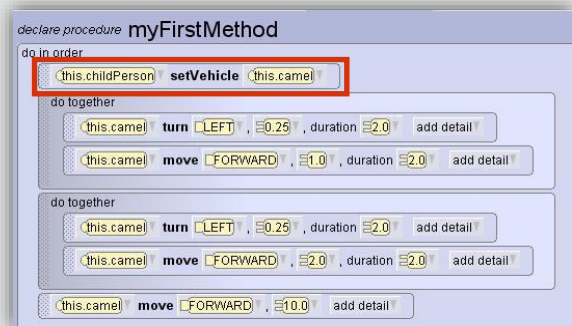 declare procedure myFirstMethod
do in order
this.childPerson setVehicle this.camel
do together
this.camel turn LEFT , 0.25 , duration 2.0 add detail
this.camel move FORWARD , 1.0 , duration 2.0 add detail
do together
this.camel turn LEFT , 0.25 , duration 2.0 add detail
this.camel move FORWARD , 2.0 , duration 2.0 add detail
this.camel move FORWARD , 10.0 add detail